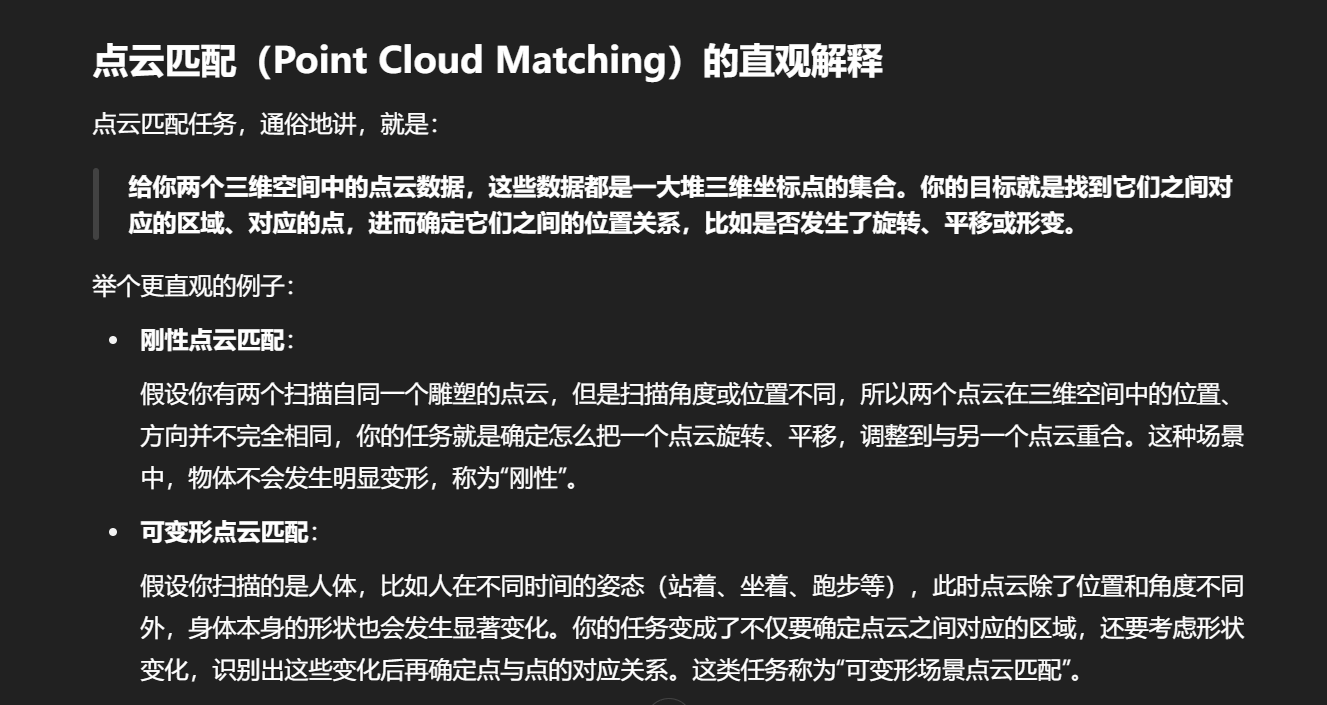 点云匹配（Point Cloud Matching）的直观解释
点云匹配任务，通俗地讲，就是：
给你两个三维空间中的点云数据，这些数据都是一大堆三维坐标点的集合。你的目标就是找到它们之间对
应的区域、对应的点，进而确定它们之间的位置关系，比如是否发生了旋转、平移或形变。
举个更直观的例子：
• 刚性点云匹配：
假设你有两个扫描自同一个雕塑的点云，但是扫描角度或位置不同，所以两个点云在三维空间中的位置、
方向并不完全相同，你的任务就是确定怎么把一个点云旋转、平移，调整到与另一个点云重合。这种场景
中，物体不会发生明显变形，称为“刚性”。
• 可变形点云匹配：
假设你扫描的是人体，比如人在不同时间的姿态（站着、坐着、跑步等），此时点云除了位置和角度不同
外，身体本身的形状也会发生显著变化。你的任务变成了不仅要确定点云之间对应的区域，还要考虑形状
变化，识别出这些变化后再确定点与点的对应关系。这类任务称为“可变形场景点云匹配”。